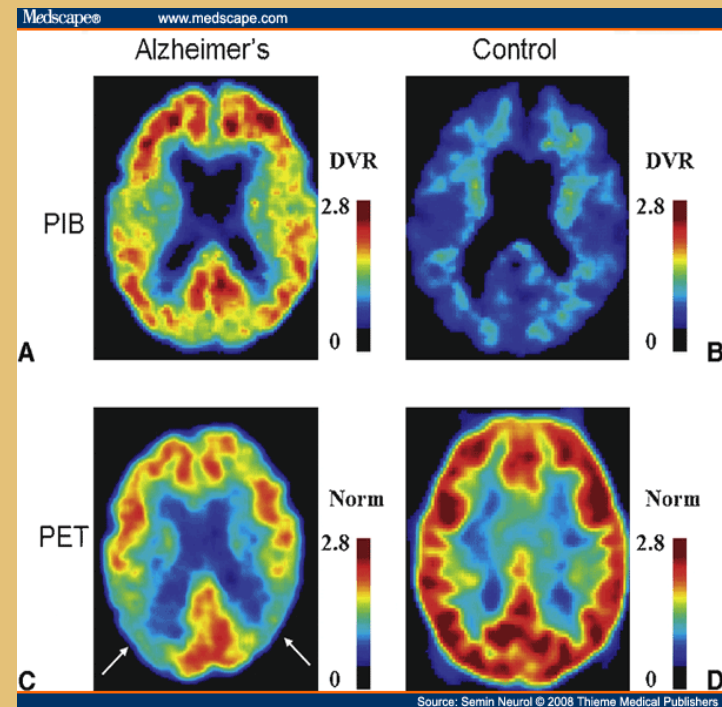 Medscape® www.medscape.com
Alzheimer's Control
DVR DVR
PIB 2.8 2.8
0 0
A B
Norm Norm
PET 2.8 2.8
0 0
C D
Source: Semin Neurol © 2008 Thieme Medical Publishers